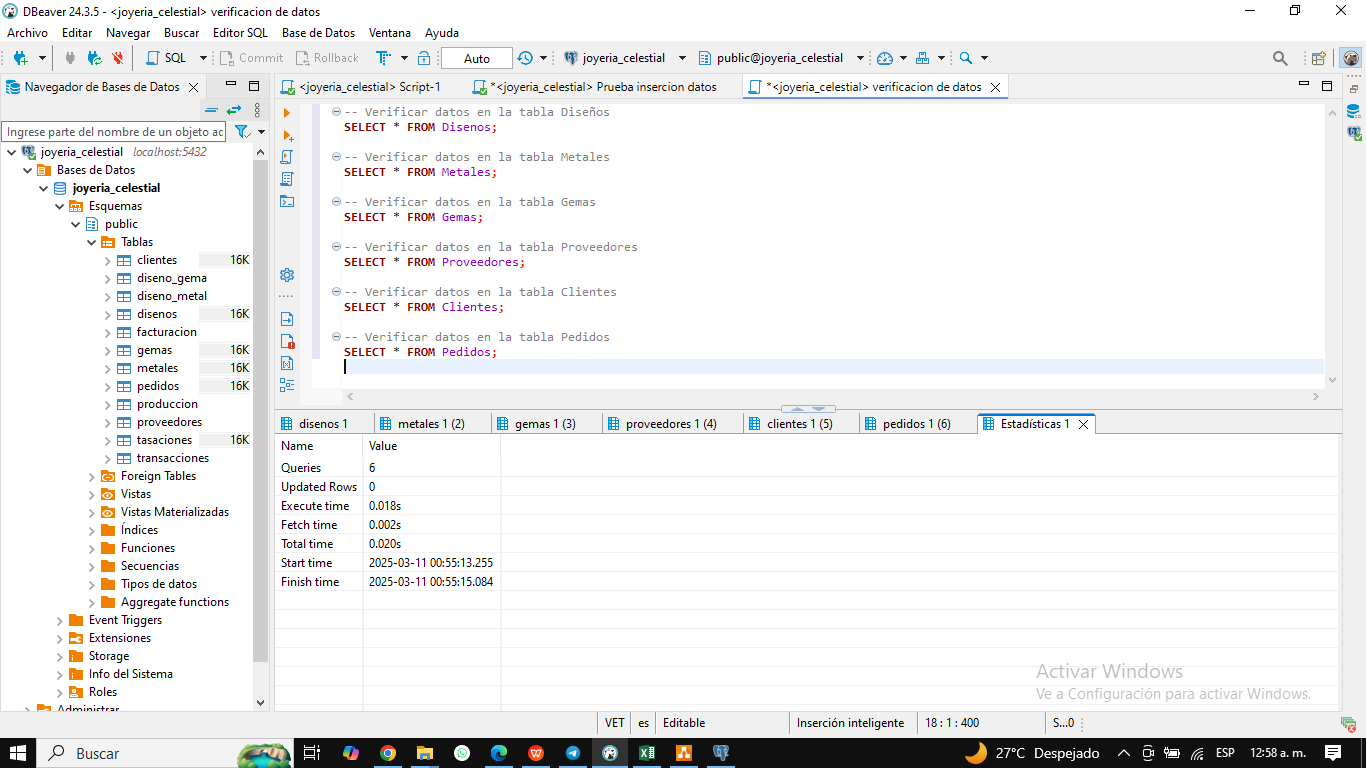 DBeaver 24.3.5 - <joyeria_celestial> verificacion de datos
Archivo Editar Navegar Buscar Editor SQL Base de Datos Ventana Ayuda
SQL Commit Rollback Auto joyeria_celestial public@joyeria_celestial
Navegador de Bases de Datos
Ingrese parte del nombre de un objeto ac
joyeria_celestial localhost:5432
Bases de Datos
joyeria_celestial
Esquemas
public
Tablas
clientes 16K
diseno_gema
diseno_metal
disenos 16K
facturacion
gemas 16K
metales 16K
pedidos 16K
produccion
proveedores
tasaciones 16K
transacciones
Foreign Tables
Vistas
Vistas Materializadas
Índices
Funciones
Secuencias
Tipos de datos
Aggregate functions
Event Triggers
Extensiones
Storage
Info del Sistema
Roles
Administrar
<joyeria_celestial> Script-1
*<joyeria_celestial> Prueba insercion datos
*<joyeria_celestial> verificacion de datos
-- Verificar datos en la tabla Diseños
SELECT * FROM Disenos;
-- Verificar datos en la tabla Metales
SELECT * FROM Metales;
-- Verificar datos en la tabla Gemas
SELECT * FROM Gemas;
-- Verificar datos en la tabla Proveedores
SELECT * FROM Proveedores;
-- Verificar datos en la tabla Clientes
SELECT * FROM Clientes;
-- Verificar datos en la tabla Pedidos
SELECT * FROM Pedidos;
disenos 1 metales 1 (2) gemas 1 (3) proveedores 1 (4) clientes 1 (5) pedidos 1 (6) Estadísticas 1
Name Value
Queries 6
Updated Rows 0
Execute time 0.018s
Fetch time 0.002s
Total time 0.020s
Start time 2025-03-11 00:55:13.255
Finish time 2025-03-11 00:55:15.084
Activar Windows
Ve a Configuración para activar Windows.
VET es Editable Inserción inteligente 18 : 1 : 400 S...0
Buscar 27°C Despejado ESP 12:58 a. m.